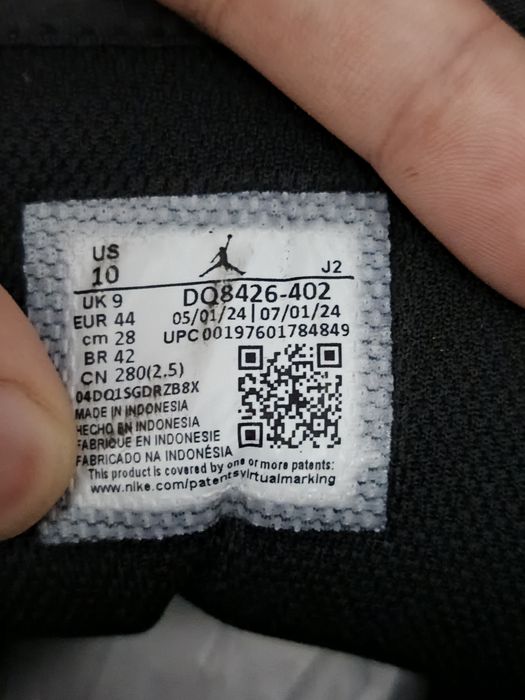 US
10
J2
UK 9
DQ8426-402
EUR 44
05/01/24|07/01/24
cm 28
UPC 00197601784849
BR 42
CN 280(2.5)
04DQ1SGDRZB8X
MADE IN INDONESIA
HECHO EN INDONESIA
FABRIQUE EN INDONESIE
FABRICADO NA INDONÉSIA
This product is covered by one or more patents:
www.nike.com/patentsvirtualmarking